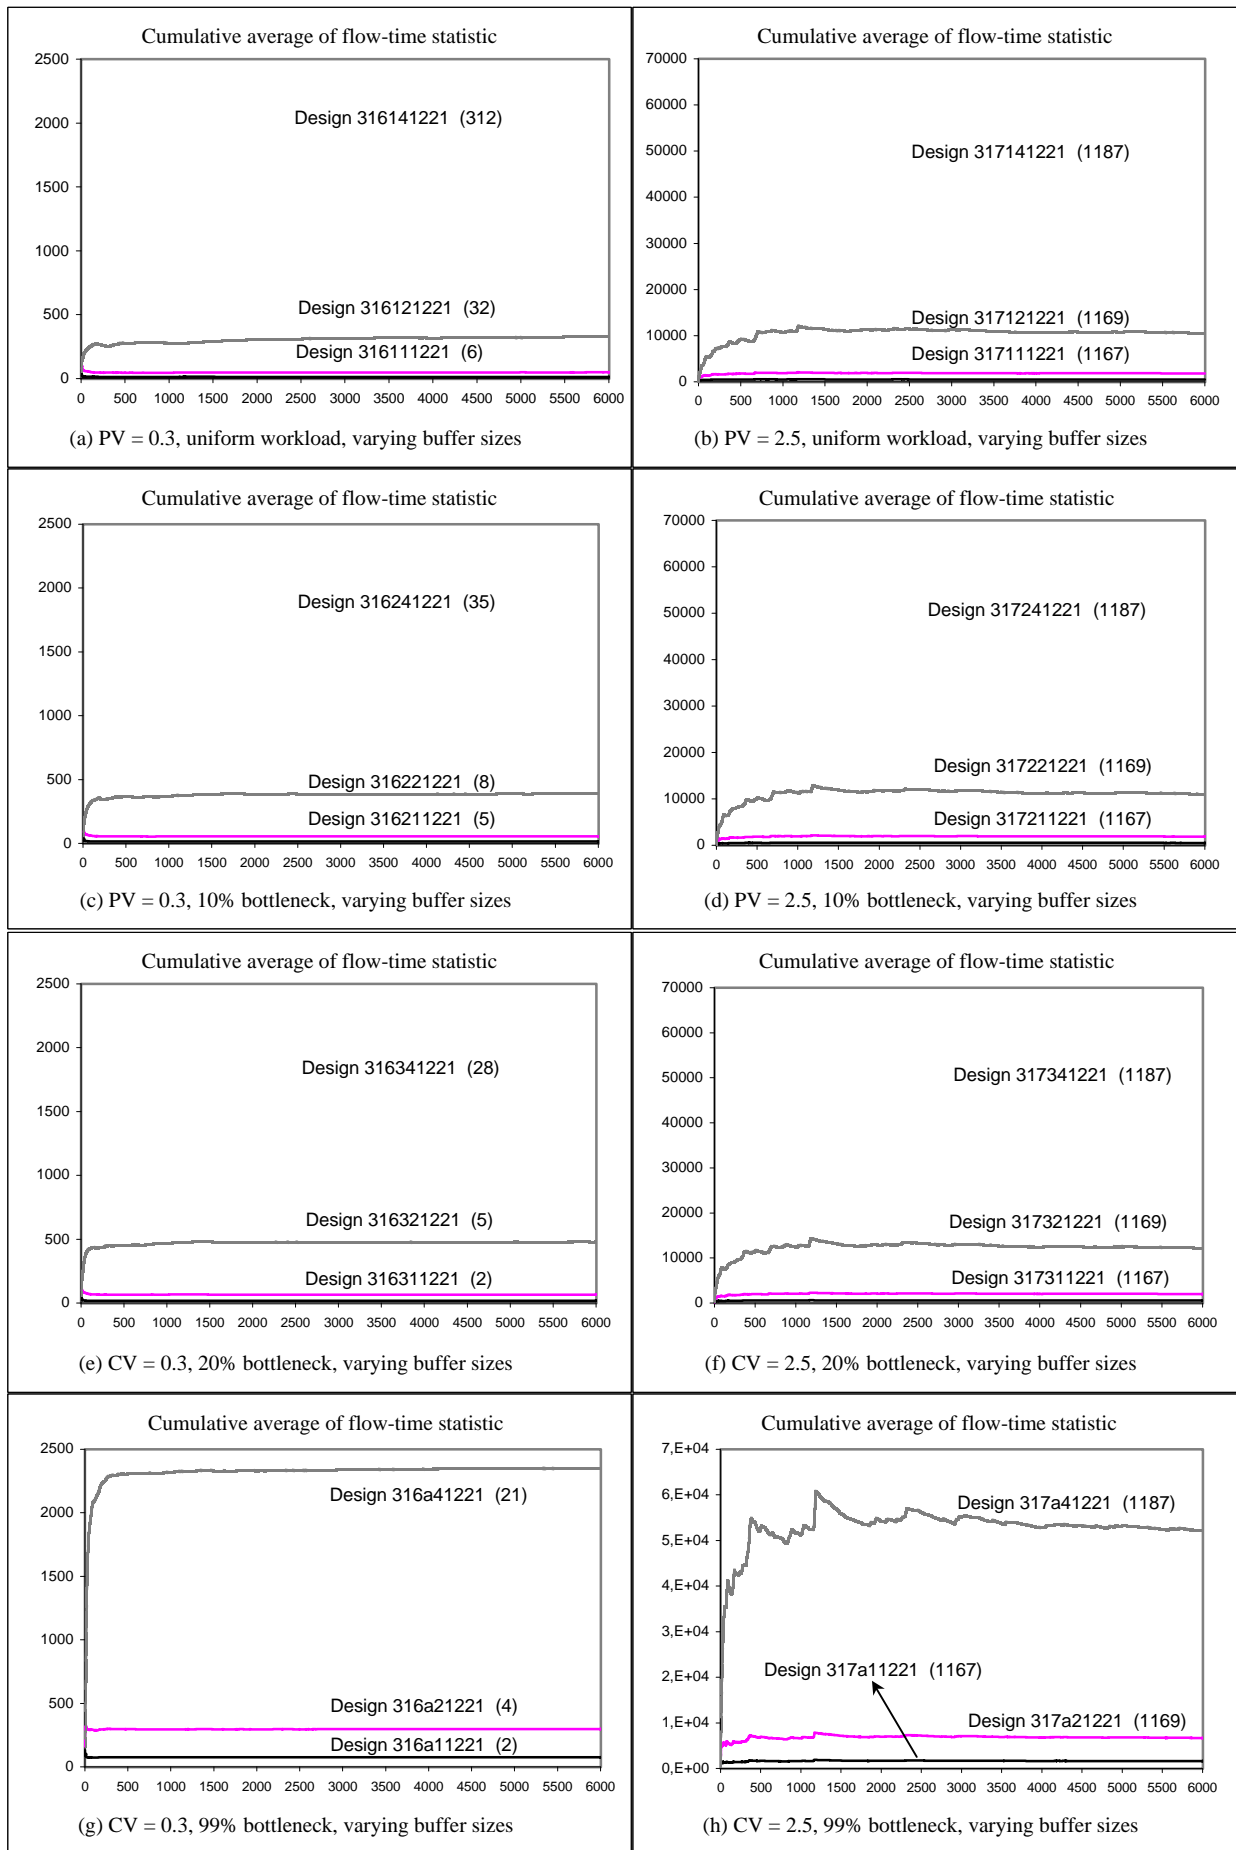 Cumulative average of flow-time statistic
2500
2000
1500
1000
500
0
Design 316141221 (312)
Design 316121221 (32)
Design 316111221 (6)
0 500 1000 1500 2000 2500 3000 3500 4000 4500 5000 5500 6000
(a) PV = 0.3, uniform workload, varying buffer sizes
Cumulative average of flow-time statistic
70000
60000
50000
40000
30000
20000
10000
0
Design 317141221 (1187)
Design 317121221 (1169)
Design 317111221 (1167)
0 500 1000 1500 2000 2500 3000 3500 4000 4500 5000 5500 6000
(b) PV = 2.5, uniform workload, varying buffer sizes
Cumulative average of flow-time statistic
2500
2000
1500
1000
500
0
Design 316241221 (35)
Design 316221221 (8)
Design 316211221 (5)
0 500 1000 1500 2000 2500 3000 3500 4000 4500 5000 5500 6000
(c) PV = 0.3, 10% bottleneck, varying buffer sizes
Cumulative average of flow-time statistic
70000
60000
50000
40000
30000
20000
10000
0
Design 317241221 (1187)
Design 317221221 (1169)
Design 317211221 (1167)
0 500 1000 1500 2000 2500 3000 3500 4000 4500 5000 5500 6000
(d) PV = 2.5, 10% bottleneck, varying buffer sizes
Cumulative average of flow-time statistic
2500
2000
1500
1000
500
0
Design 316341221 (28)
Design 316321221 (5)
Design 316311221 (2)
0 500 1000 1500 2000 2500 3000 3500 4000 4500 5000 5500 6000
(e) CV = 0.3, 20% bottleneck, varying buffer sizes
Cumulative average of flow-time statistic
70000
60000
50000
40000
30000
20000
10000
0
Design 317341221 (1187)
Design 317321221 (1169)
Design 317311221 (1167)
0 500 1000 1500 2000 2500 3000 3500 4000 4500 5000 5500 6000
(f) CV = 2.5, 20% bottleneck, varying buffer sizes
Cumulative average of flow-time statistic
2500
2000
1500
1000
500
0
Design 316a41221 (21)
Design 316a21221 (4)
Design 316a11221 (2)
0 500 1000 1500 2000 2500 3000 3500 4000 4500 5000 5500 6000
(g) CV = 0.3, 99% bottleneck, varying buffer sizes
Cumulative average of flow-time statistic
7,E+04
6,E+04
5,E+04
4,E+04
3,E+04
2,E+04
1,E+04
0,E+00
Design 317a41221 (1187)
Design 317a11221 (1167)
Design 317a21221 (1169)
0 500 1000 1500 2000 2500 3000 3500 4000 4500 5000 5500 6000
(h) CV = 2.5, 99% bottleneck, varying buffer sizes